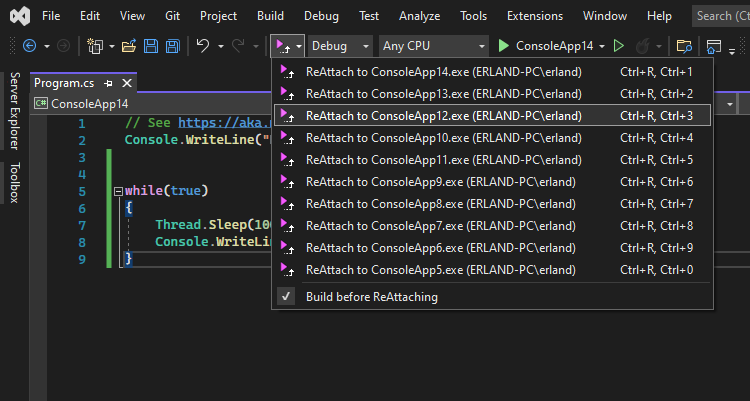 File Edit View Git Project Build Debug Test Analyze Tools Extensions Window Search (Ct
Debug Any CPU ConsoleApp14
Server Explorer
Toolbox
Program.cs
C# ConsoleApp14
ReAttach to ConsoleApp14.exe (ERLAND-PC\erland) Ctrl+R, Ctrl+1
ReAttach to ConsoleApp13.exe (ERLAND-PC\erland) Ctrl+R, Ctrl+2
ReAttach to ConsoleApp12.exe (ERLAND-PC\erland) Ctrl+R, Ctrl+3
ReAttach to ConsoleApp10.exe (ERLAND-PC\erland) Ctrl+R, Ctrl+4
ReAttach to ConsoleApp11.exe (ERLAND-PC\erland) Ctrl+R, Ctrl+5
ReAttach to ConsoleApp9.exe (ERLAND-PC\erland) Ctrl+R, Ctrl+6
ReAttach to ConsoleApp8.exe (ERLAND-PC\erland) Ctrl+R, Ctrl+7
ReAttach to ConsoleApp7.exe (ERLAND-PC\erland) Ctrl+R, Ctrl+8
ReAttach to ConsoleApp6.exe (ERLAND-PC\erland) Ctrl+R, Ctrl+9
ReAttach to ConsoleApp5.exe (ERLAND-PC\erland) Ctrl+R, Ctrl+0
Build before ReAttaching
1 // See https://aka.
2 Console.WriteLine("
3
4
5 while(true)
6 {
7 Thread.Sleep(10
8 Console.WriteLin
9 }